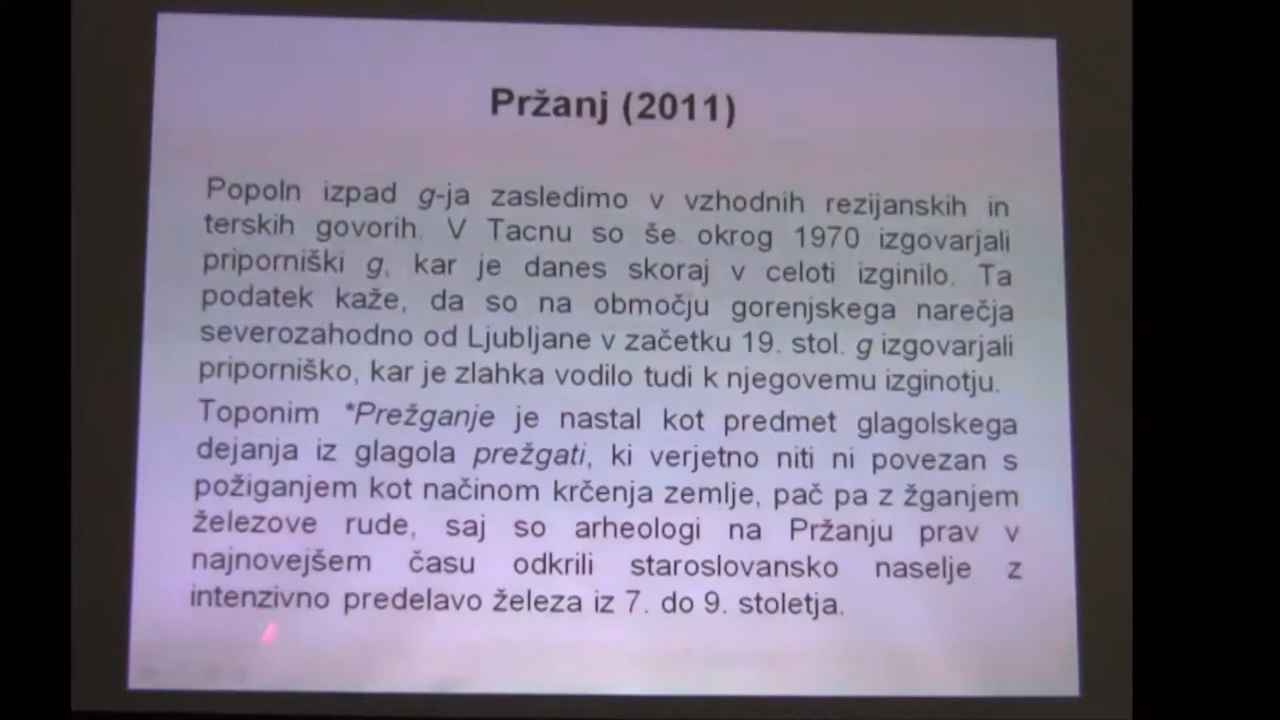 Pržanj (2011)
Popoln izpad g-ja zasledimo v vzhodnih rezijanskih in
terskih govorih. V Tacnu so še okrog 1970 izgovarjali
priporniški g, kar je danes skoraj v celoti izginilo. Ta
podatek kaže, da so na območju gorenjskega narečja
severozahodno od Ljubljane v začetku 19. stol. g izgovarjali
priporniško, kar je zlahka vodilo tudi k njegovemu izginotju.
Toponim *Prežganje je nastal kot predmet glagolskega
dejanja iz glagola prežgati, ki verjetno niti ni povezan s
požiganjem kot načinom krčenja zemlje, pač pa z žganjem
železove rude, saj so arheologi na Pržanju prav v
najnovejšem času odkrili staroslovansko naselje z
intenzivno predelavo železa iz 7. do 9. stoletja.